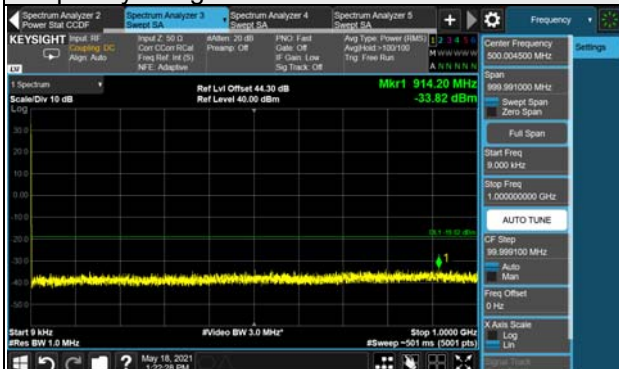 Spectrum Analyzer 2
Power Stat CCDF
Spectrum Analyzer 3
Swept SA
Spectrum Analyzer 4
Swept SA
Spectrum Analyzer 5
Swept SA
+
Frequency
KEYSIGHT
Input: RF
Coupling: DC
Align: Auto
Input Z: 50 Ω
Corr CCorr RCal
Freq Ref: Int (S)
NFE: Adaptive
#Atten: 20 dB
Preamp: Off
PNO: Fast
Gate: Off
IF Gain: Low
Sig Track: Off
Avg Type: Power (RMS)
Avg|Hold:>100/100
Trig: Free Run
1 2 3 4 5 6
M W W W W W
A N N N N N
LXI
Settings
Center Frequency
500.004500 MHz
Span
999.991000 MHz
Swept Span
Zero Span
Full Span
Start Freq
9.000 kHz
Stop Freq
1.000000000 GHz
AUTO TUNE
CF Step
99.999100 MHz
Auto
Man
Freq Offset
0 Hz
X Axis Scale
Log
Lin
Signal Track
1 Spectrum
Scale/Div 10 dB
Log
Ref Lvl Offset 44.30 dB
Ref Level 40.00 dBm
Mkr1 914.20 MHz
-33.82 dBm
30.0
20.0
10.0
0.00
-10.0
-20.0
-30.0
-40.0
-50.0
1
Start 9 kHz
#Res BW 1.0 MHz
#Video BW 3.0 MHz*
Stop 1.0000 GHz
#Sweep ~501 ms (5001 pts)
?
May 18, 2021
1:22:28 PM